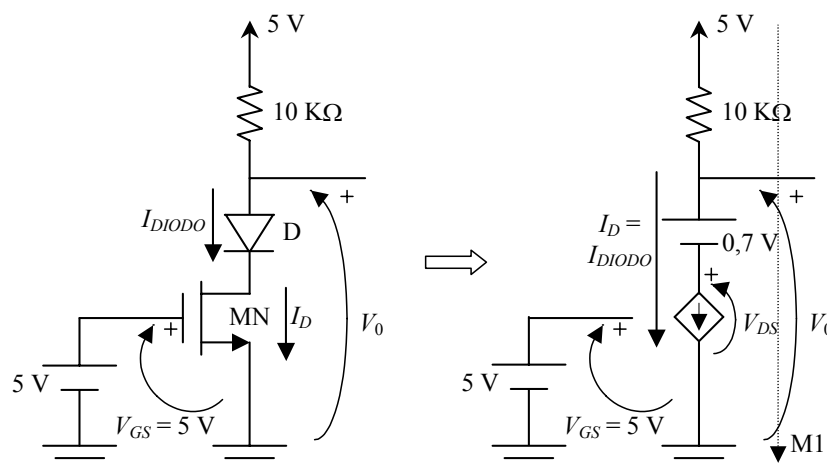 5 V
10 KΩ
+
I_DIODO
D
+
MN
I_D
V_0
5 V
V_GS = 5 V
5 V
10 KΩ
+
I_D =
I_DIODO
0,7 V
+
V_DS
V_0
+
5 V
V_GS = 5 V
M1